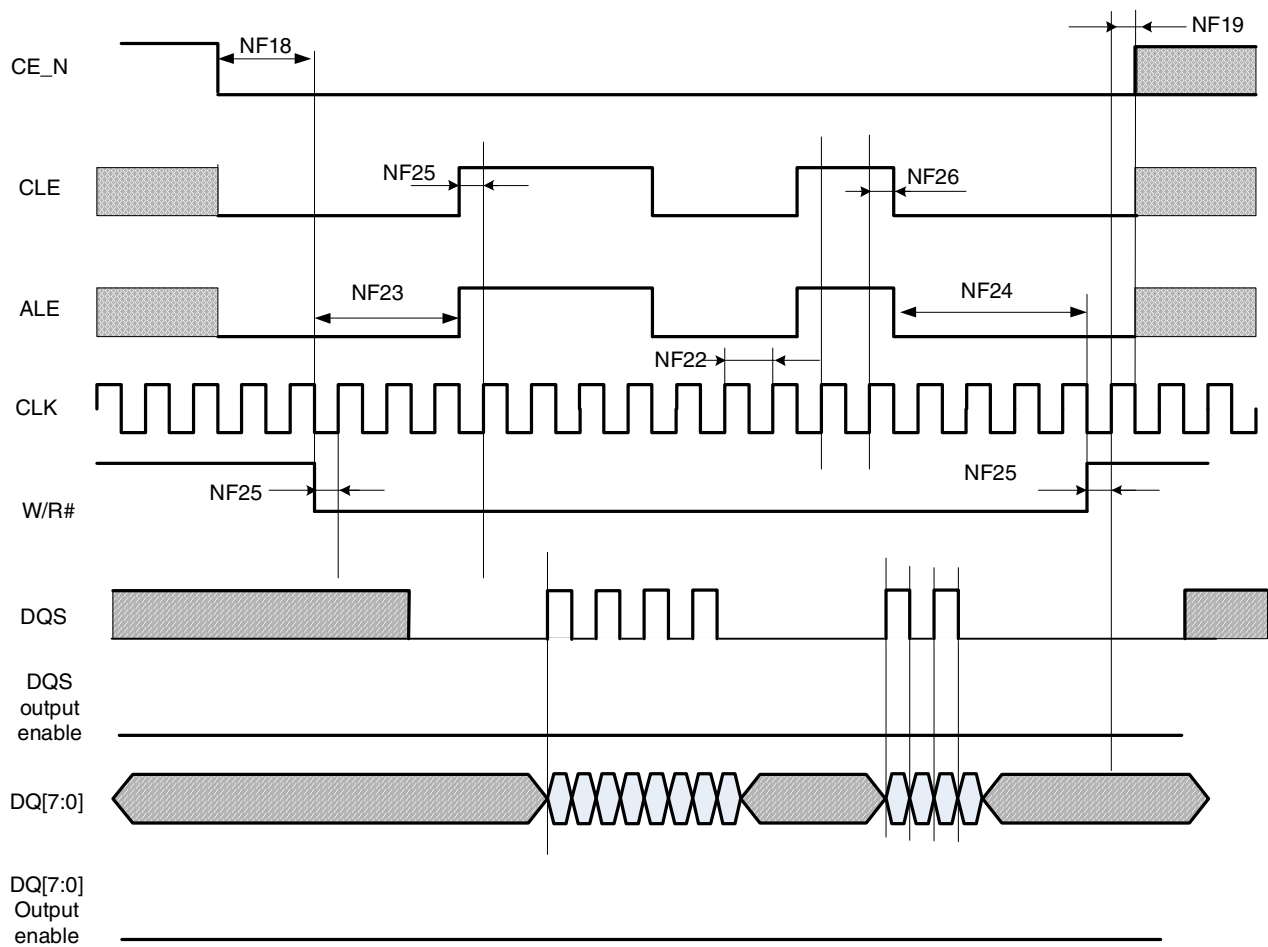 NF19
NF18
CE_N
NF25
CLE
NF26
NF23
NF24
ALE
NF22
CLK
NF25
NF25
W/R#
DQS
DQS
output
enable
DQ[7:0]
DQ[7:0]
Output
enable